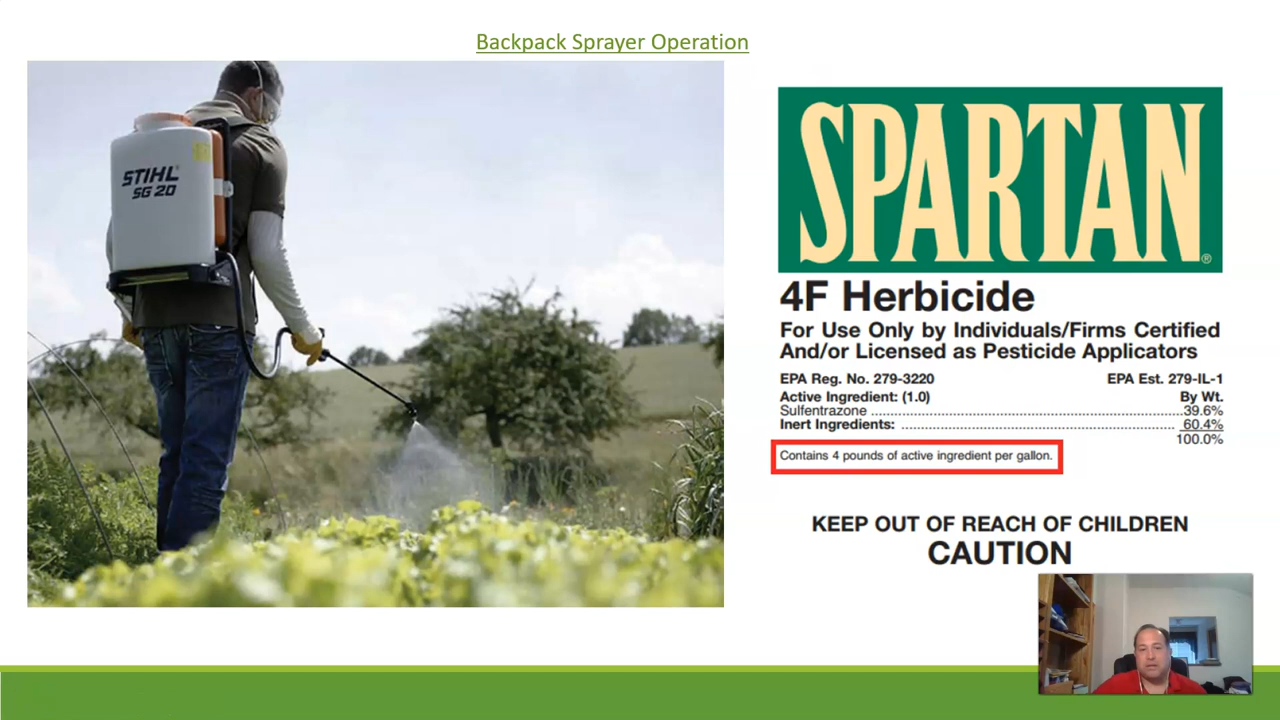 Backpack Sprayer Operation
STIHL
SG 20
SPARTAN®
4F Herbicide
For Use Only by Individuals/Firms Certified
And/or Licensed as Pesticide Applicators
EPA Reg. No. 279-3220 EPA Est. 279-IL-1
Active Ingredient: (1.0) By Wt.
Sulfentrazone ........................................................................39.6%
Inert Ingredients: ................................................................ 60.4%
100.0%
Contains 4 pounds of active ingredient per gallon.
KEEP OUT OF REACH OF CHILDREN
CAUTION